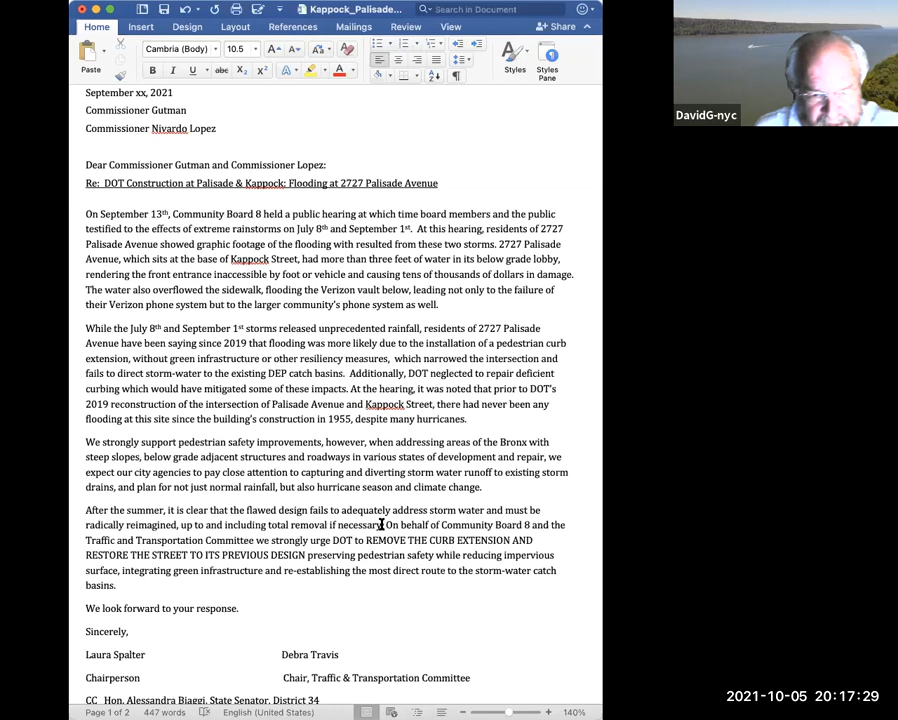 Kappock_Palisade...
Search in Document
Home
Insert
Design
Layout
References
Mailings
Review
View
Share
Paste
Cambria (Body)
10.5
Styles
Styles Pane
September xx, 2021
Commissioner Gutman
Commissioner Nivardo Lopez
Dear Commissioner Gutman and Commissioner Lopez:
Re: DOT Construction at Palisade & Kappock: Flooding at 2727 Palisade Avenue
On September 13th, Community Board 8 held a public hearing at which time board members and the public
testified to the effects of extreme rainstorms on July 8th and September 1st. At this hearing, residents of 2727
Palisade Avenue showed graphic footage of the flooding with resulted from these two storms. 2727 Palisade
Avenue, which sits at the base of Kappock Street, had more than three feet of water in its below grade lobby,
rendering the front entrance inaccessible by foot or vehicle and causing tens of thousands of dollars in damage.
The water also overflowed the sidewalk, flooding the Verizon vault below, leading not only to the failure of
their Verizon phone system but to the larger community's phone system as well.
While the July 8th and September 1st storms released unprecedented rainfall, residents of 2727 Palisade
Avenue have been saying since 2019 that flooding was more likely due to the installation of a pedestrian curb
extension, without green infrastructure or other resiliency measures, which narrowed the intersection and
fails to direct storm-water to the existing DEP catch basins. Additionally, DOT neglected to repair deficient
curbing which would have mitigated some of these impacts. At the hearing, it was noted that prior to DOT's
2019 reconstruction of the intersection of Palisade Avenue and Kappock Street, there had never been any
flooding at this site since the building's construction in 1955, despite many hurricanes.
We strongly support pedestrian safety improvements, however, when addressing areas of the Bronx with
steep slopes, below grade adjacent structures and roadways in various states of development and repair, we
expect our city agencies to pay close attention to capturing and diverting storm water runoff to existing storm
drains, and plan for not just normal rainfall, but also hurricane season and climate change.
After the summer, it is clear that the flawed design fails to adequately address storm water and must be
radically reimagined, up to and including total removal if necessary. On behalf of Community Board 8 and the
Traffic and Transportation Committee we strongly urge DOT to REMOVE THE CURB EXTENSION AND
RESTORE THE STREET TO ITS PREVIOUS DESIGN preserving pedestrian safety while reducing impervious
surface, integrating green infrastructure and re-establishing the most direct route to the storm-water catch
basins.
We look forward to your response.
Sincerely,
Laura Spalter Debra Travis
Chairperson Chair, Traffic & Transportation Committee
CC Hon. Alessandra Biaggi, State Senator, District 34
Page 1 of 2
447 words
English (United States)
140%
DavidG-nyc
2021-10-05 20:17:29